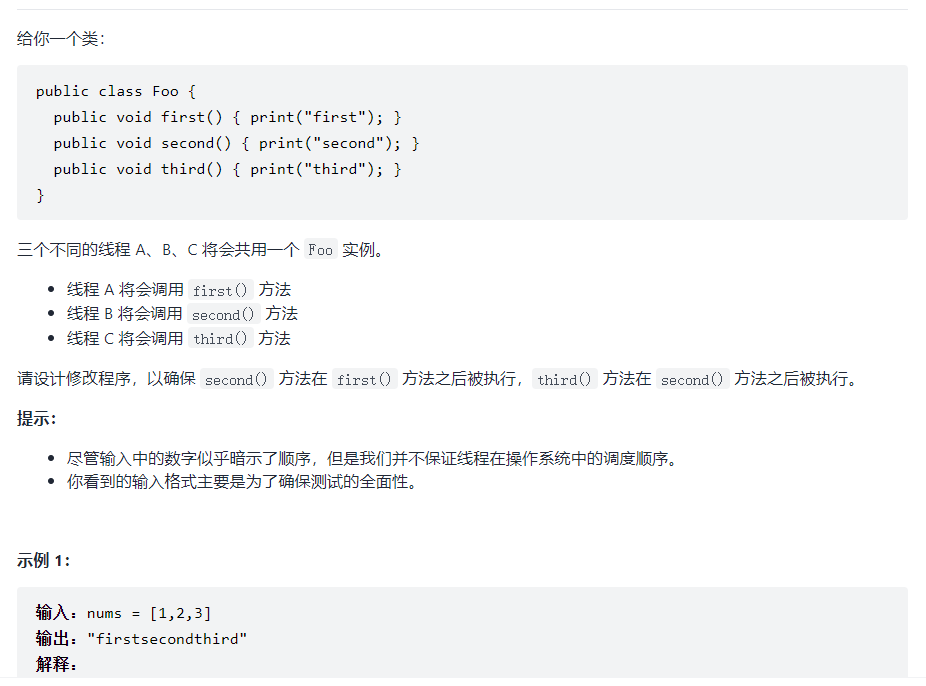 给你一个类：
public class Foo {
  public void first() { print("first"); }
  public void second() { print("second"); }
  public void third() { print("third"); }
}
三个不同的线程 A、B、C 将会共用一个 Foo 实例。
线程 A 将会调用 first() 方法
线程 B 将会调用 second() 方法
线程 C 将会调用 third() 方法
请设计修改程序，以确保 second() 方法在 first() 方法之后被执行，third() 方法在 second() 方法之后被执行。
提示：
尽管输入中的数字似乎暗示了顺序，但是我们并不保证线程在操作系统中的调度顺序。
你看到的输入格式主要是为了确保测试的全面性。
示例 1：
输入：nums = [1,2,3]
输出："firstsecondthird"
解释：